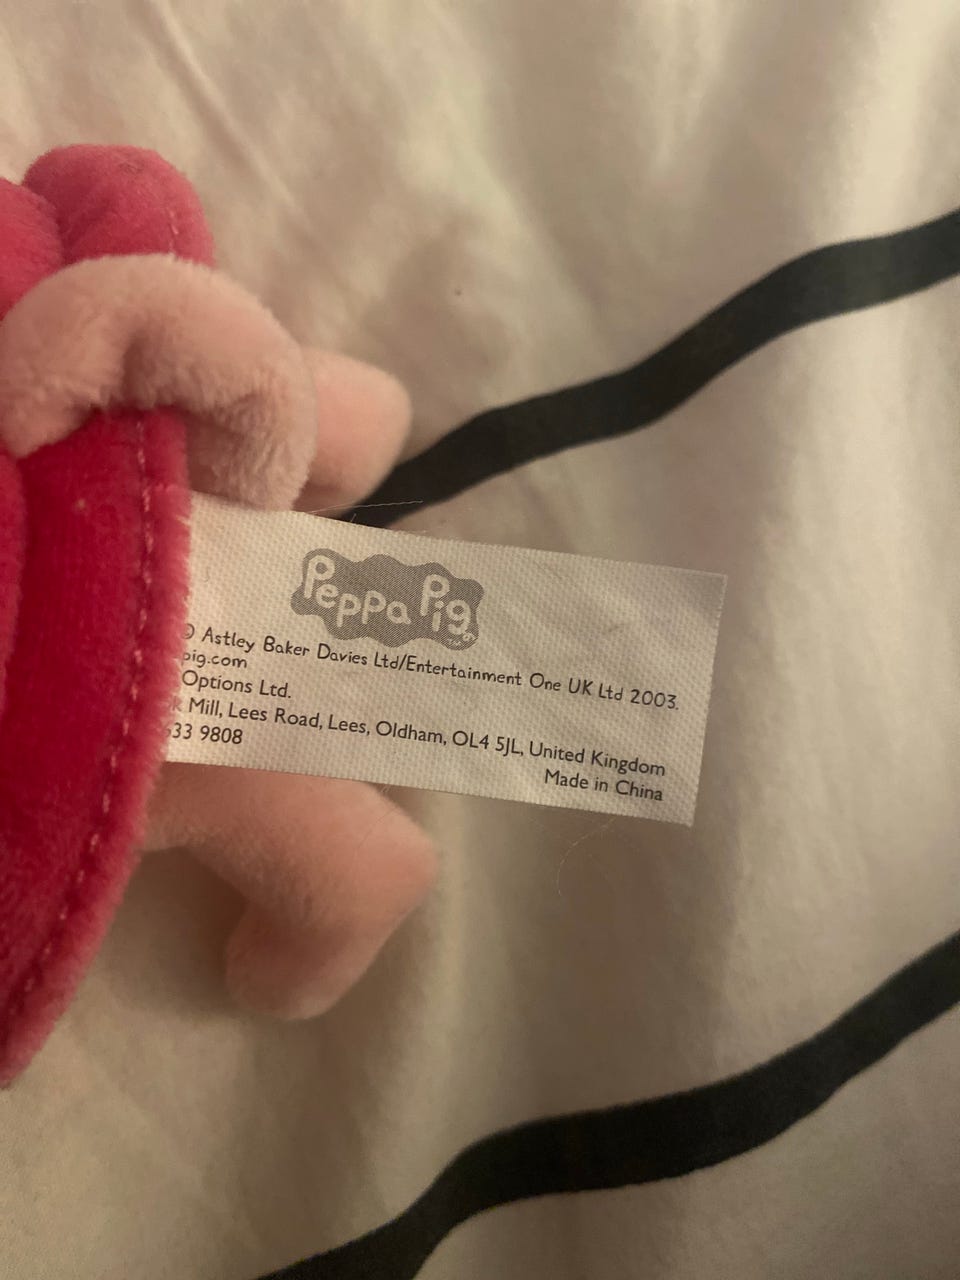 Peppa Pig
© Astley Baker Davies Ltd/Entertainment One UK Ltd 2003.
pig.com
Options Ltd.
Mill, Lees Road, Lees, Oldham, OL4 5JL, United Kingdom
33 9808
Made in China